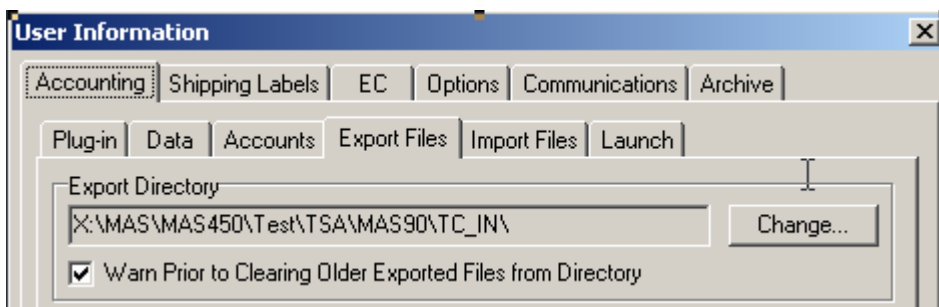 User Information
Accounting Shipping Labels EC Options Communications Archive
Plug-in Data Accounts Export Files Import Files Launch
Export Directory
X:\MAS\MAS450\Test\TSA\MAS90\TC_IN\ Change...
Warn Prior to Clearing Older Exported Files from Directory